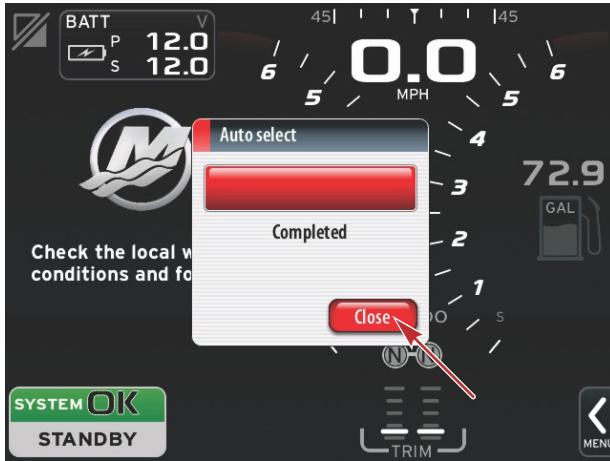 BATT V
P 12.0
S 12.0
45 45
6 6
5 5
0.0
MPH
4
3
2
1
72.9
GAL
M
Check the local w
conditions and fo
Auto select
Completed
Close
OO S
N N
SYSTEM OK
STANDBY
TRIM
MENU